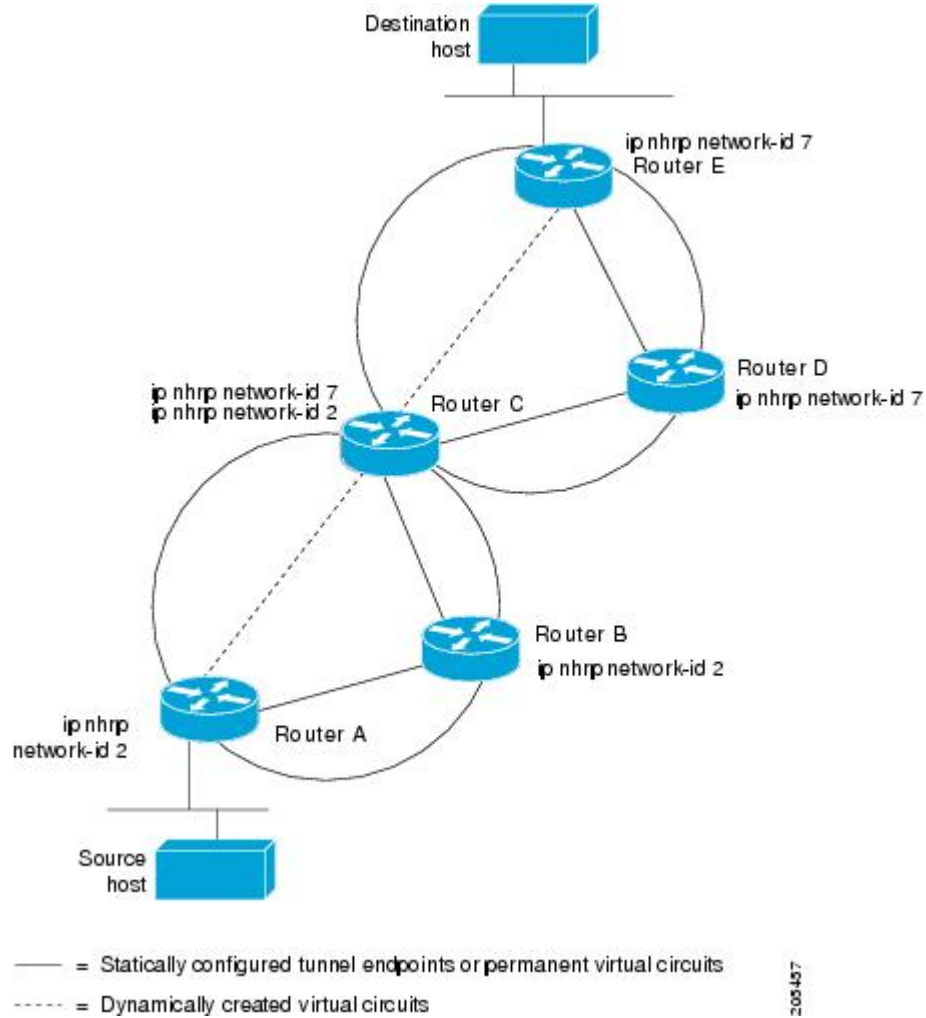 Destination
host
ip nhrp network-id 7
Router E
Router D
ip nhrp network-id 7
ip nhrp network-id 7
ip nhrp network-id 2
Router C
Router B
ip nhrp network-id 2
ip nhrp
network-id 2
Router A
Source
host
= Statically configured tunnel endpoints or permanent virtual circuits
= Dynamically created virtual circuits
205457